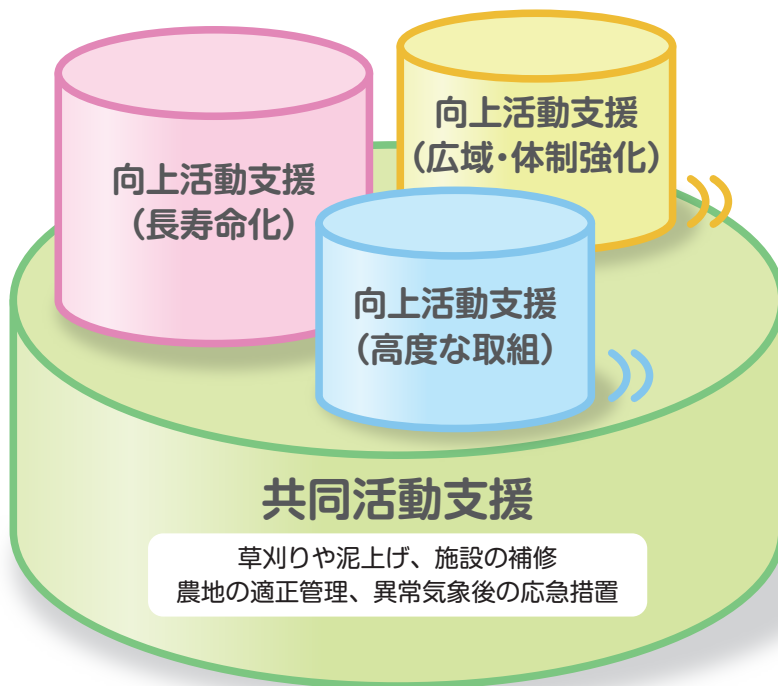 向上活動支援
(長寿命化)
向上活動支援
(広域・体制強化)
向上活動支援
(高度な取組)
共同活動支援
草刈りや泥上げ、施設の補修
農地の適正管理、異常気象後の応急措置